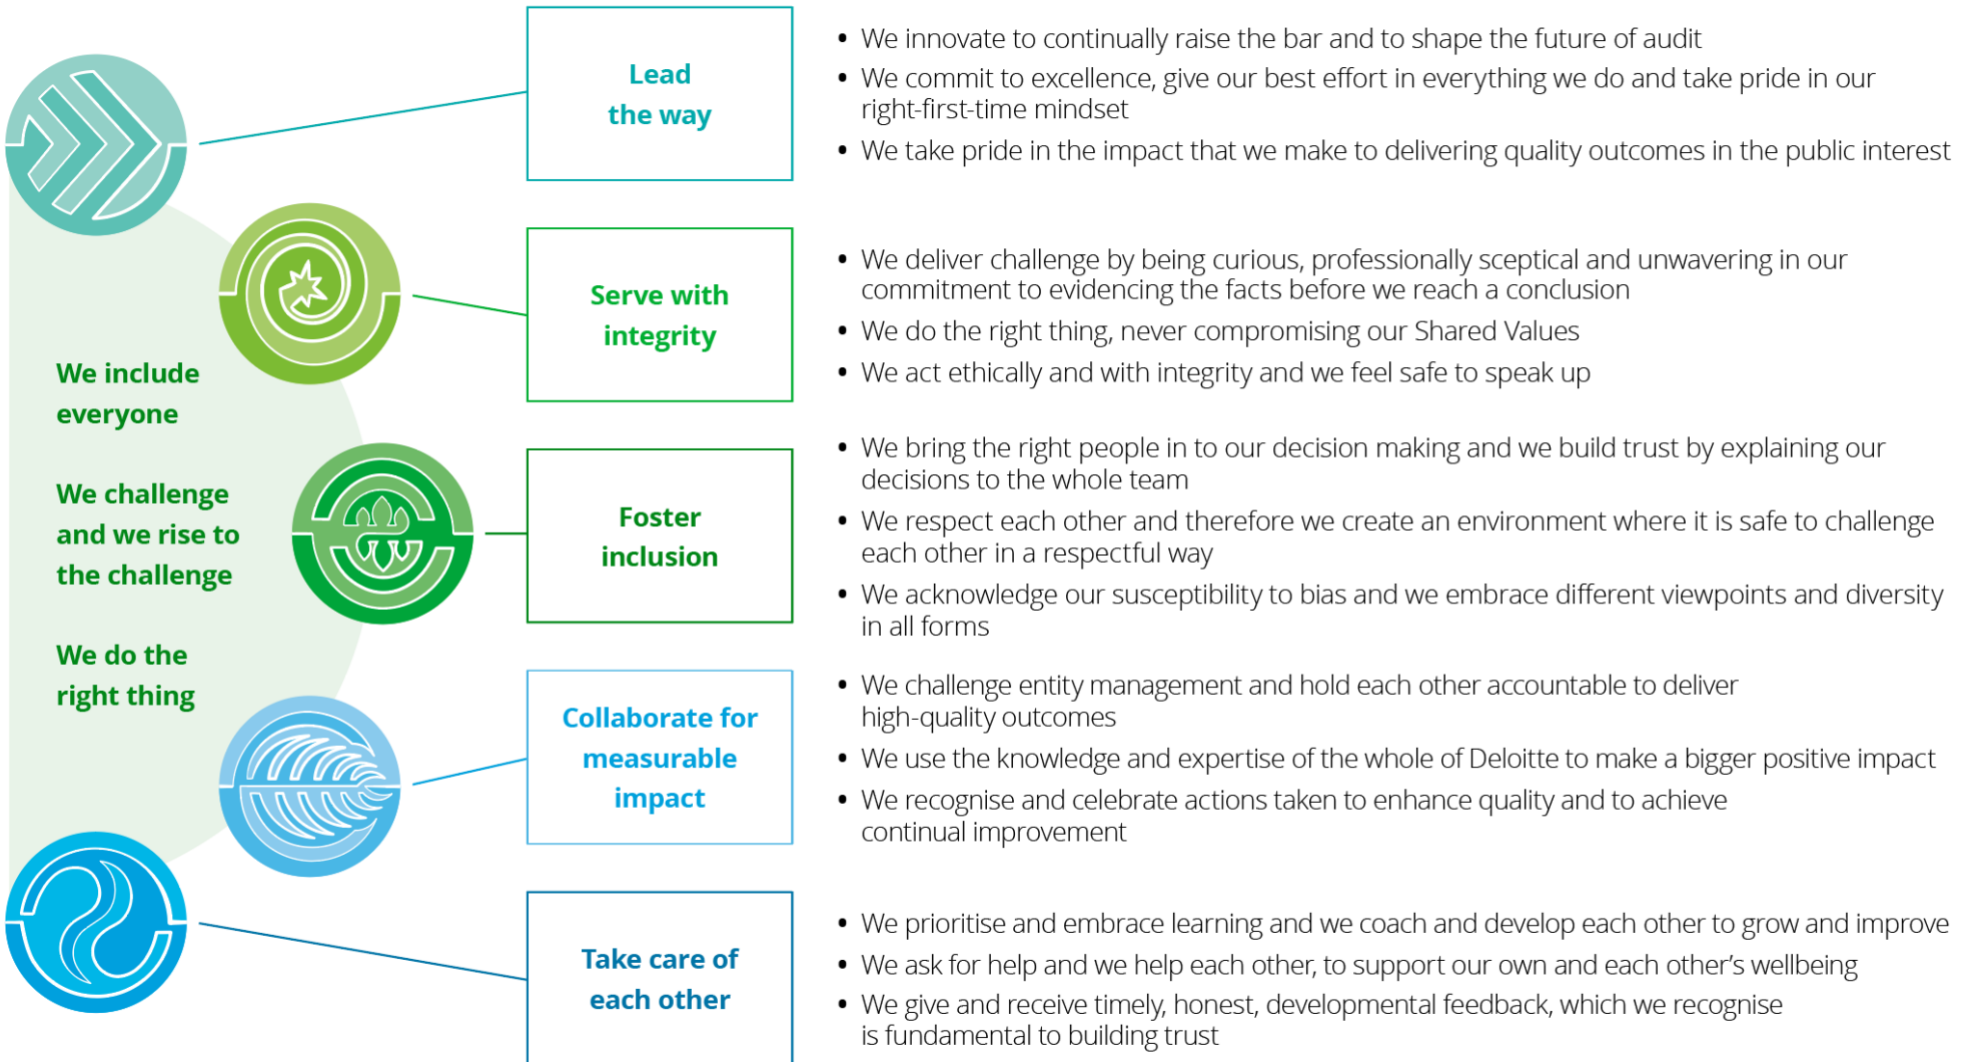 We include
everyone
We challenge
and we rise to
the challenge
We do the
right thing
Lead
the way
• We innovate to continually raise the bar and to shape the future of audit
• We commit to excellence, give our best effort in everything we do and take pride in our
right-first-time mindset
• We take pride in the impact that we make to delivering quality outcomes in the public interest
Serve with
integrity
• We deliver challenge by being curious, professionally sceptical and unwavering in our
commitment to evidencing the facts before we reach a conclusion
• We do the right thing, never compromising our Shared Values
• We act ethically and with integrity and we feel safe to speak up
Foster
inclusion
• We bring the right people in to our decision making and we build trust by explaining our
decisions to the whole team
• We respect each other and therefore we create an environment where it is safe to challenge
each other in a respectful way
• We acknowledge our susceptibility to bias and we embrace different viewpoints and diversity
in all forms
Collaborate for
measurable
impact
• We challenge entity management and hold each other accountable to deliver
high-quality outcomes
• We use the knowledge and expertise of the whole of Deloitte to make a bigger positive impact
• We recognise and celebrate actions taken to enhance quality and to achieve
continual improvement
Take care of
each other
• We prioritise and embrace learning and we coach and develop each other to grow and improve
• We ask for help and we help each other, to support our own and each other’s wellbeing
• We give and receive timely, honest, developmental feedback, which we recognise
is fundamental to building trust